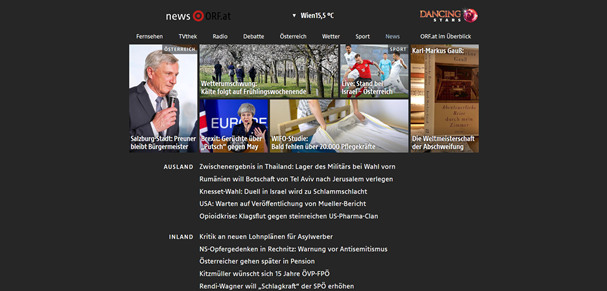 news ORF.at
▼ Wien 15,5 °C
DANCING STARS
Fernsehen TVthek Radio Debatte Österreich Wetter Sport News ORF.at im Überblick
ÖSTERREICH
Salzburg-Stadt: Preuner
bleibt Bürgermeister
Wetterumschwung:
Kälte folgt auf Frühlingswochenende
SPORT
Live: Stand bei
Israel – Österreich
Karl-Markus Gauß:
Die Weltmeisterschaft
der Abschweifung
EUROPE
Brexit: Gerüchte über
„Putsch“ gegen May
WIFO-Studie:
Bald fehlen über 20.000 Pflegekräfte
AUSLAND
Zwischenergebnis in Thailand: Lager des Militärs bei Wahl vorn
Rumänien will Botschaft von Tel Aviv nach Jerusalem verlegen
Knesset-Wahl: Duell in Israel wird zu Schlammschlacht
USA: Warten auf Veröffentlichung von Mueller-Bericht
Opioidkrise: Klagsflut gegen steinreichen US-Pharma-Clan
INLAND
Kritik an neuen Lohnplänen für Asylwerber
NS-Opfergedenken in Rechnitz: Warnung vor Antisemitismus
Österreicher gehen später in Pension
Kitzmüller wünscht sich 15 Jahre ÖVP-FPÖ
Rendi-Wagner will „Schlagkraft“ der SPÖ erhöhen